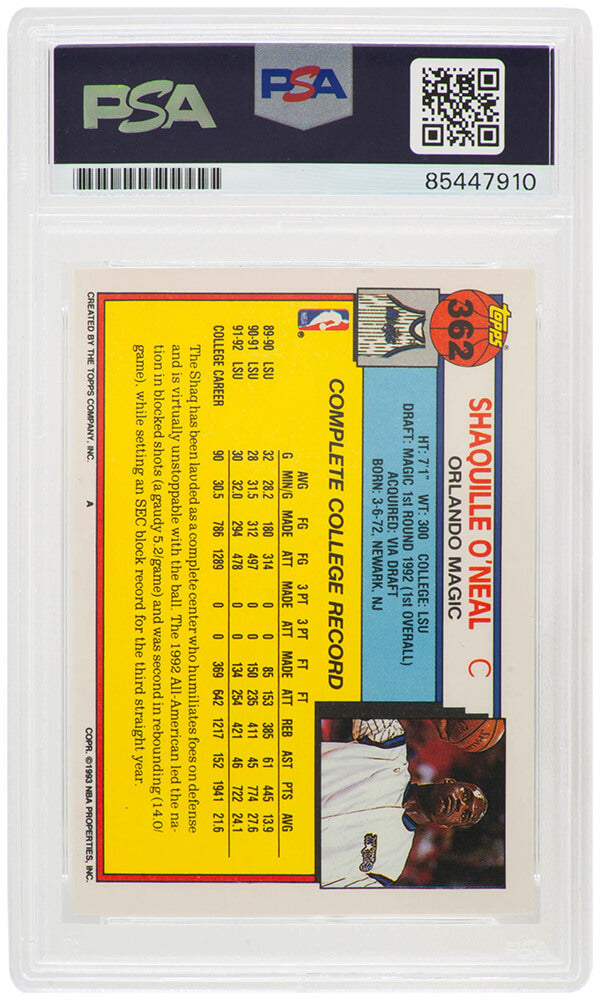 PSA
PSA
85447910
Topps®
362
SHAQUILLE O'NEAL C
ORLANDO MAGIC
HT: 7'1" WT: 300 COLLEGE: LSU
DRAFT: MAGIC 1ST ROUND 1992 (1ST OVERALL)
ACQUIRED: VIA DRAFT
BORN: 3-6-72, NEWARK, NJ
NBA ®
COMPLETE COLLEGE RECORD
AVG FG FG 3 PT 3 PT FT FT
G MIN/G MADE ATT MADE ATT MADE ATT REB AST PTS AVG
89-90 LSU 32 28.2 180 314 0 0 85 153 385 61 445 13.9
90-91 LSU 28 31.5 312 497 0 0 150 235 411 45 774 27.6
91-92 LSU 30 32.0 294 478 0 0 134 254 421 46 722 24.1
COLLEGE CAREER 90 30.5 786 1289 0 0 369 642 1217 152 1941 21.6
The Shaq has been lauded as a complete center who humiliates foes on defense
and is virtually unstoppable with the ball. The 1992 All-American led the na-
tion in blocked shots (a gaudy 5.2/game) and was second in rebounding (14.0/
game), while setting an SEC block record for the third straight year.
CREATED BY THE TOPPS COMPANY, INC. A COPR. ©1993 NBA PROPERTIES, INC.